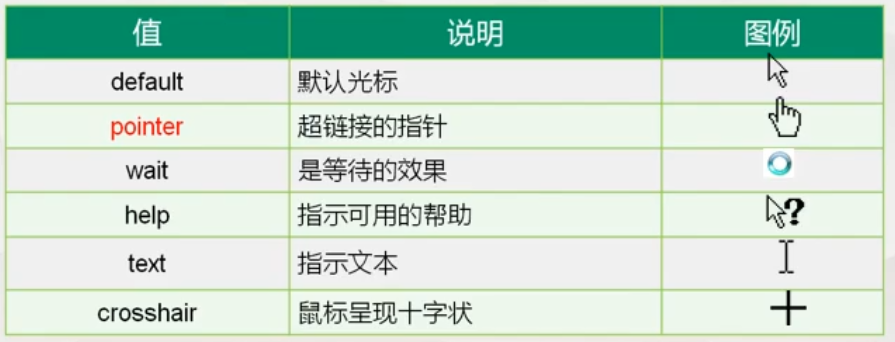 值 说明 图例
default 默认光标
pointer 超链接的指针
wait 是等待的效果
help 指示可用的帮助 ?
text 指示文本
crosshair 鼠标呈现十字状